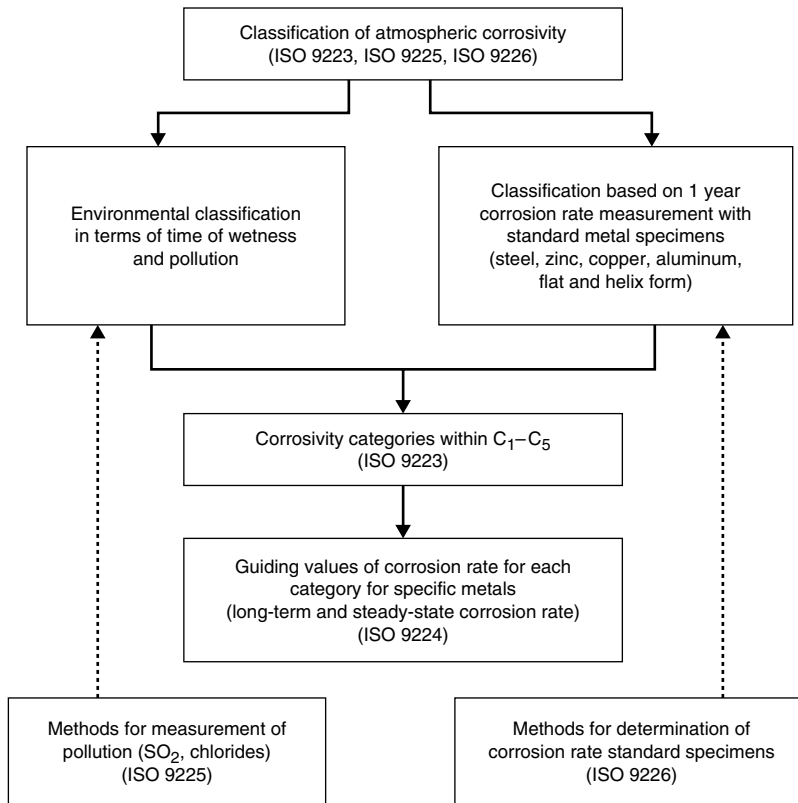 Classification of atmospheric corrosivity
(ISO 9223, ISO 9225, ISO 9226)
Environmental classification
in terms of time of wetness
and pollution
Classification based on 1 year
corrosion rate measurement with
standard metal specimens
(steel, zinc, copper, aluminum,
flat and helix form)
Corrosivity categories within C₁–C₅
(ISO 9223)
Guiding values of corrosion rate for each
category for specific metals
(long-term and steady-state corrosion rate)
(ISO 9224)
Methods for measurement of
pollution (SO₂, chlorides)
(ISO 9225)
Methods for determination of
corrosion rate standard specimens
(ISO 9226)